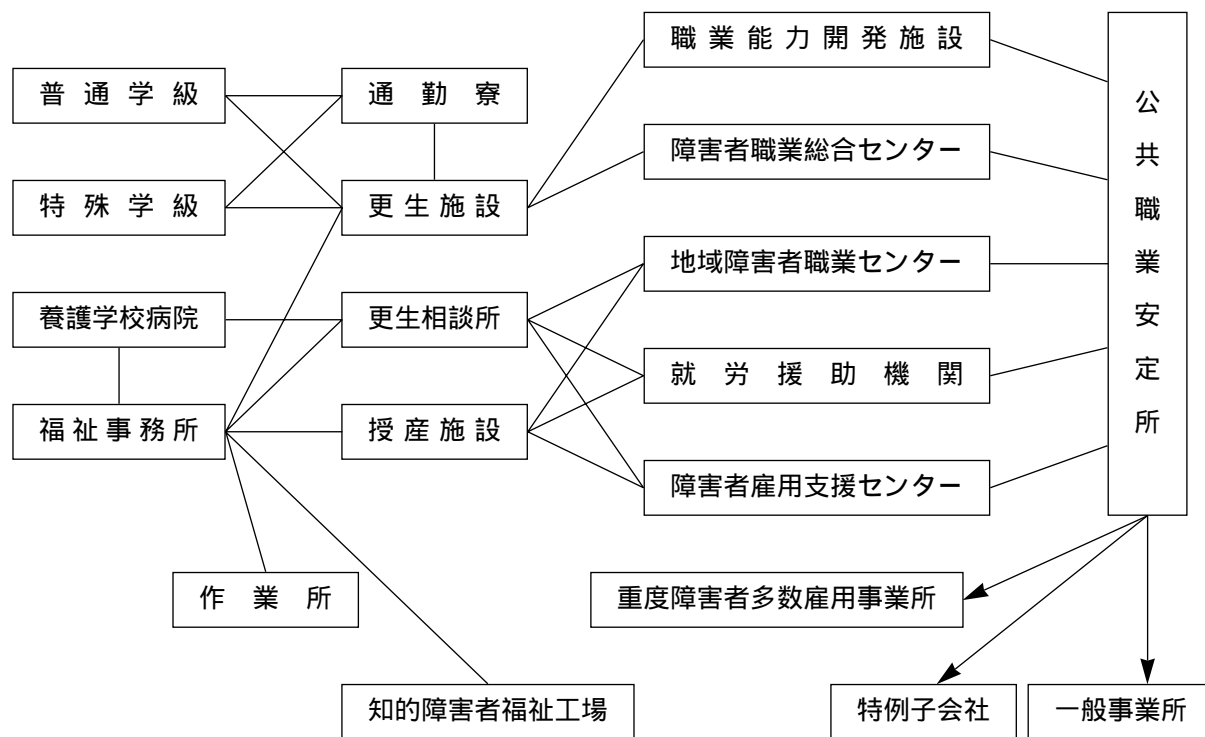 職業能力開発施設
普通学級
通勤寮
障害者職業総合センター
特殊学級
更生施設
地域障害者職業センター
養護学校病院
更生相談所
就労援助機関
福祉事務所
授産施設
障害者雇用支援センター
公共職業安定所
作業所
重度障害者多数雇用事業所
知的障害者福祉工場
特例子会社
一般事業所